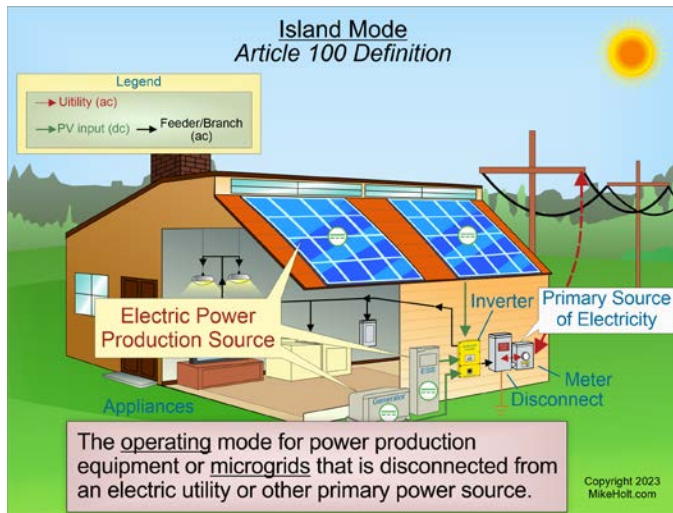 Island Mode
Article 100 Definition
Legend
Uitility (ac)
PV input (dc)
Feeder/Branch
(ac)
Electric Power
Production Source
Inverter
Primary Source
of Electricity
ESS
Generator
Meter
Disconnect
Appliances
The operating mode for power production
equipment or microgrids that is disconnected from
an electric utility or other primary power source.
Copyright 2023
MikeHolt.com